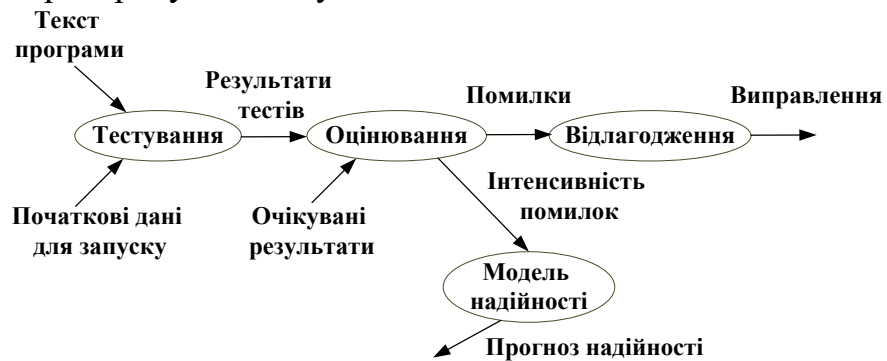 Текст
програми
Результати
тестів
Помилки
Виправлення
Тестування
Оцінювання
Відлагодження
Початкові дані
для запуску
Очікувані
результати
Інтенсивність
помилок
Модель
надійності
Прогноз надійності